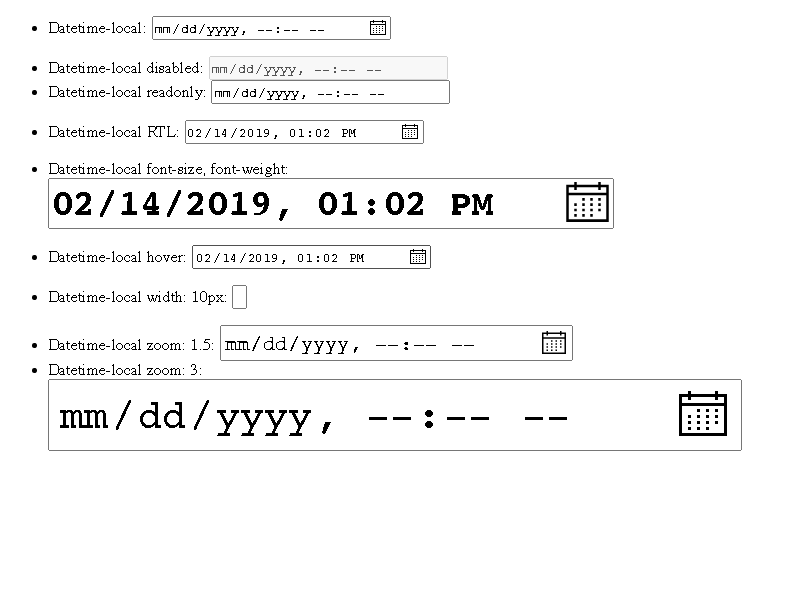 Datetime-local: mm/dd/yyyy, --:-- --
Datetime-local disabled: mm/dd/yyyy, --:-- --
Datetime-local readonly: mm/dd/yyyy, --:-- --
Datetime-local RTL: 02/14/2019, 01:02 PM
Datetime-local font-size, font-weight:
02/14/2019, 01:02 PM
Datetime-local hover: 02/14/2019, 01:02 PM
Datetime-local width: 10px:
Datetime-local zoom: 1.5: mm/dd/yyyy, --:-- --
Datetime-local zoom: 3:
mm/dd/yyyy, --:-- --